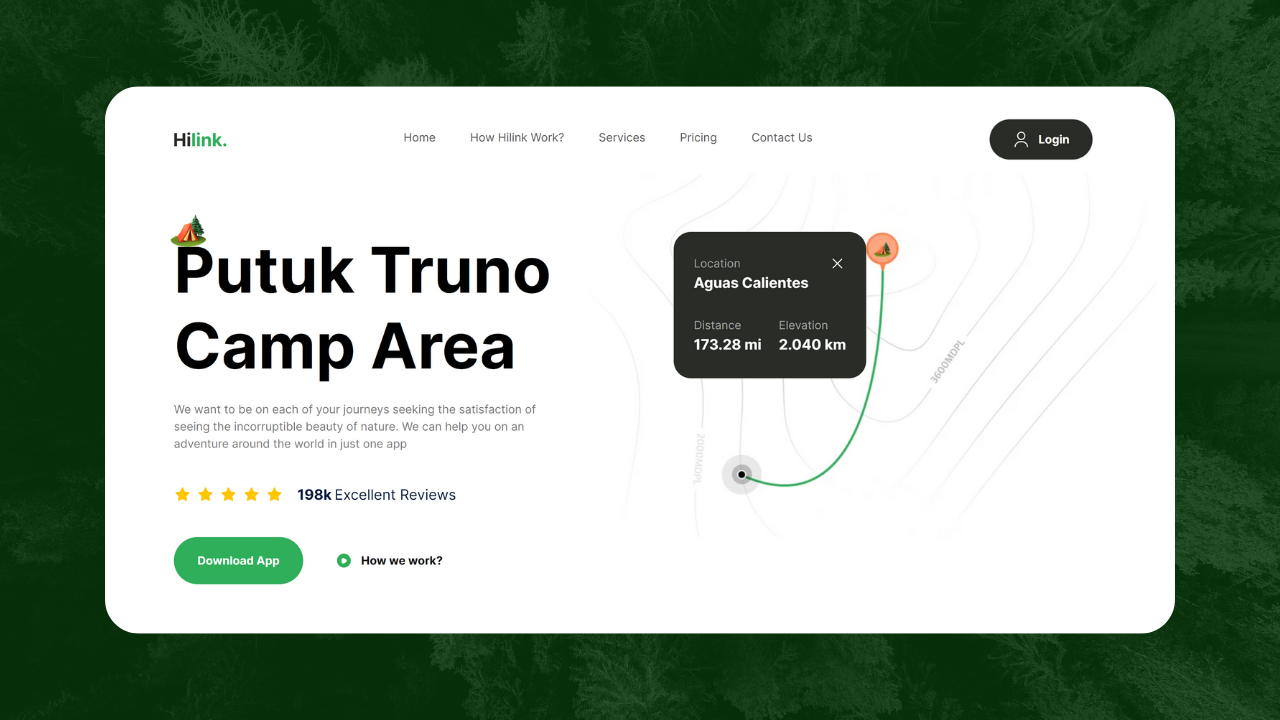 Hilink.
Home How Hilink Work? Services Pricing Contact Us
Login
Putuk Truno
Camp Area
We want to be on each of your journeys seeking the satisfaction of
seeing the incorruptible beauty of nature. We can help you on an
adventure around the world in just one app
198k Excellent Reviews
Download App
How we work?
Location
Aguas Calientes
Distance Elevation
173.28 mi 2.040 km
3600MDPL
2000MDPL